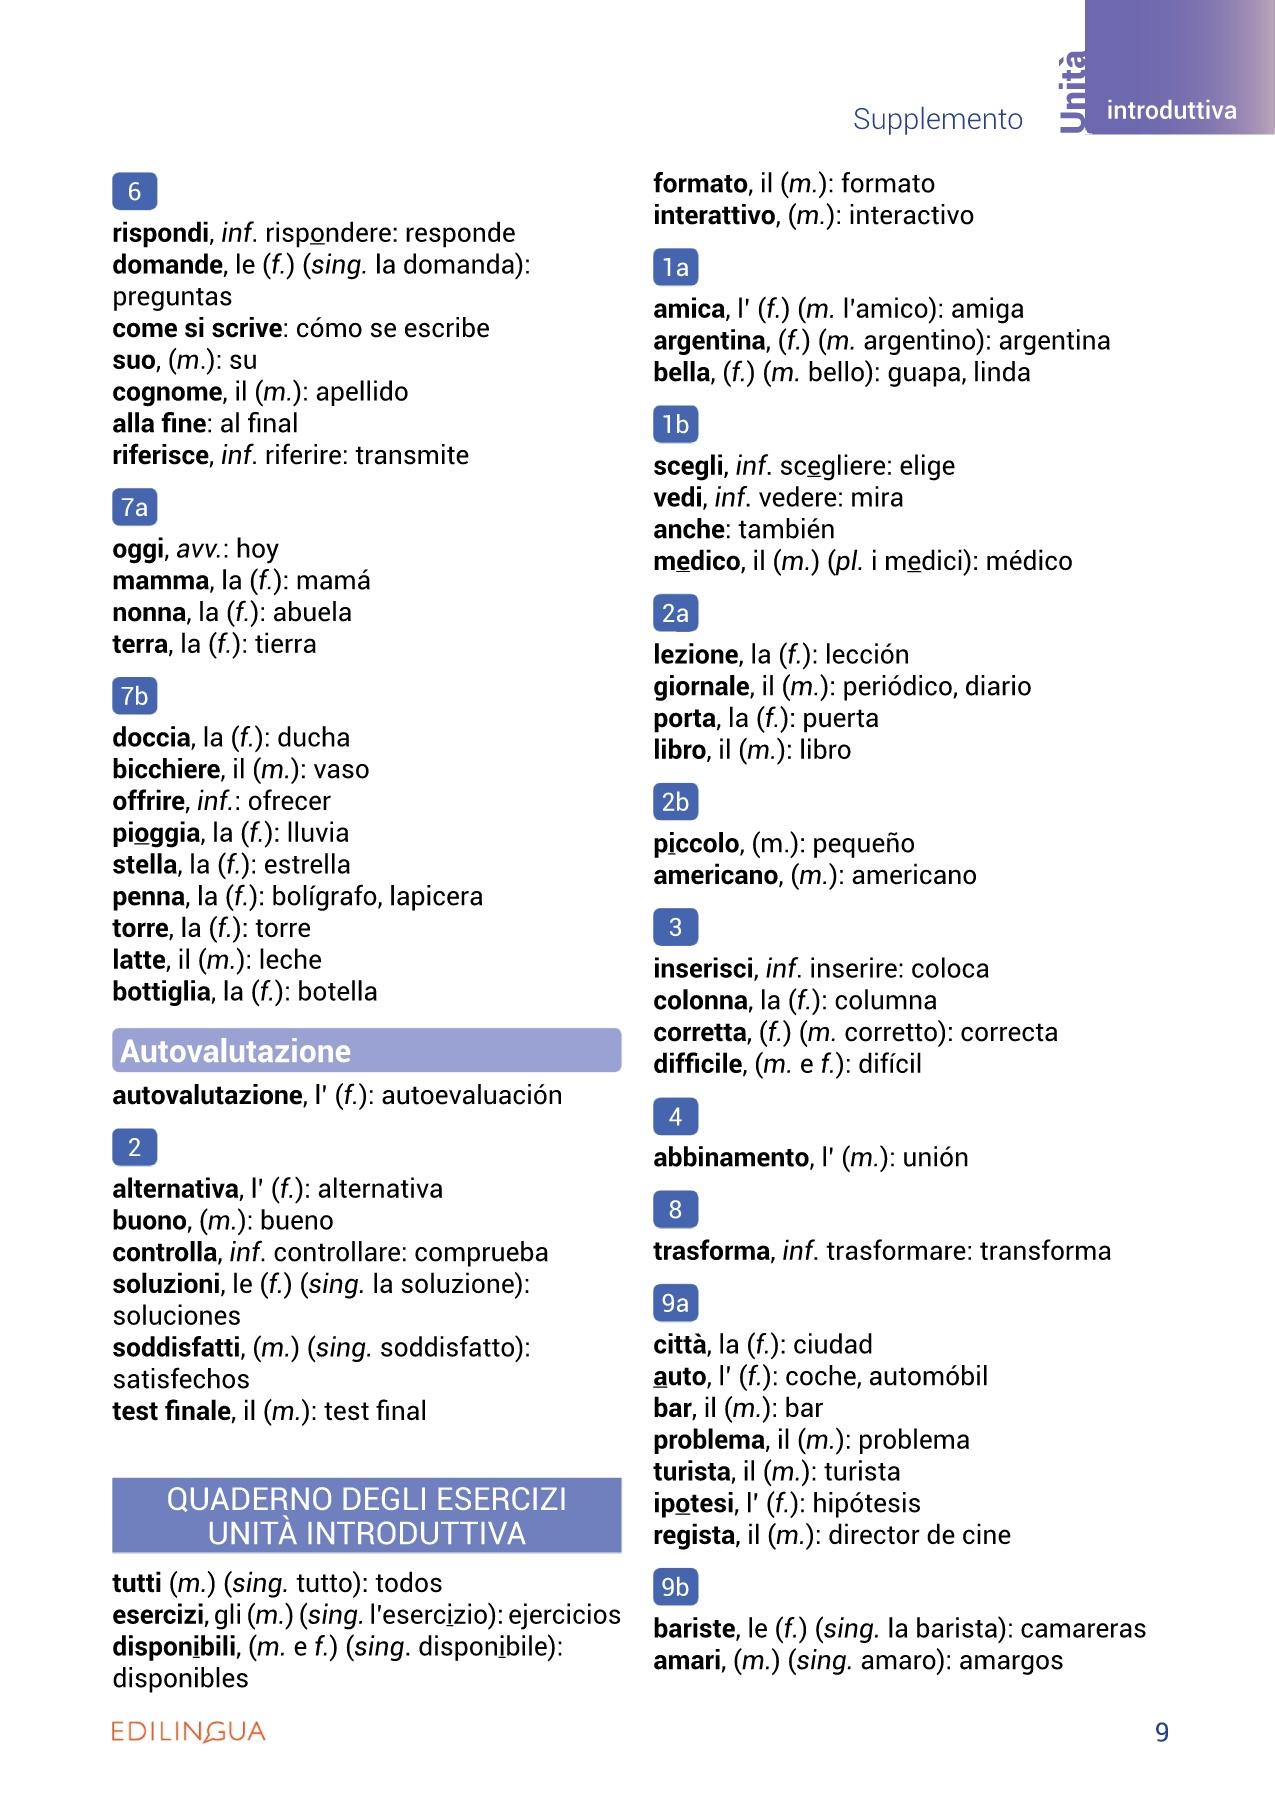 Supplemento
Unità
introduttiva
6
rispondi, inf. rispondere: responde
domande, le (f.) (sing. la domanda):
preguntas
come si scrive: cómo se escribe
suo, (m.): su
cognome, il (m.): apellido
alla fine: al final
riferisce, inf. riferire: transmite
7a
oggi, avv.: hoy
mamma, la (f.): mamá
nonna, la (f.): abuela
terra, la (f.): tierra
7b
doccia, la (f.): ducha
bicchiere, il (m.): vaso
offrire, inf.: ofrecer
pioggia, la (f.): lluvia
stella, la (f.): estrella
penna, la (f.): bolígrafo, lapicera
torre, la (f.): torre
latte, il (m.): leche
bottiglia, la (f.): botella
Autovalutazione
autovalutazione, l' (f.): autoevaluación
2
alternativa, l' (f.): alternativa
buono, (m.): bueno
controlla, inf. controllare: comprueba
soluzioni, le (f.) (sing. la soluzione):
soluciones
soddisfatti, (m.) (sing. soddisfatto):
satisfechos
test finale, il (m.): test final
QUADERNO DEGLI ESERCIZI
UNITÀ INTRODUTTIVA
tutti (m.) (sing. tutto): todos
esercizi, gli (m.) (sing. l'esercizio): ejercicios
disponibili, (m. e f.) (sing. disponibile):
disponibles
formato, il (m.): formato
interattivo, (m.): interactivo
1a
amica, l' (f.) (m. l'amico): amiga
argentina, (f.) (m. argentino): argentina
bella, (f.) (m. bello): guapa, linda
1b
scegli, inf. scegliere: elige
vedi, inf. vedere: mira
anche: también
medico, il (m.) (pl. i medici): médico
2a
lezione, la (f.): lección
giornale, il (m.): periódico, diario
porta, la (f.): puerta
libro, il (m.): libro
2b
piccolo, (m.): pequeño
americano, (m.): americano
3
inserisci, inf. inserire: coloca
colonna, la (f.): columna
corretta, (f.) (m. corretto): correcta
difficile, (m. e f.): difícil
4
abbinamento, l' (m.): unión
8
trasforma, inf. trasformare: transforma
9a
città, la (f.): ciudad
auto, l' (f.): coche, automóbil
bar, il (m.): bar
problema, il (m.): problema
turista, il (m.): turista
ipotesi, l' (f.): hipótesis
regista, il (m.): director de cine
9b
bariste, le (f.) (sing. la barista): camareras
amari, (m.) (sing. amaro): amargos
EDILINGUA
9